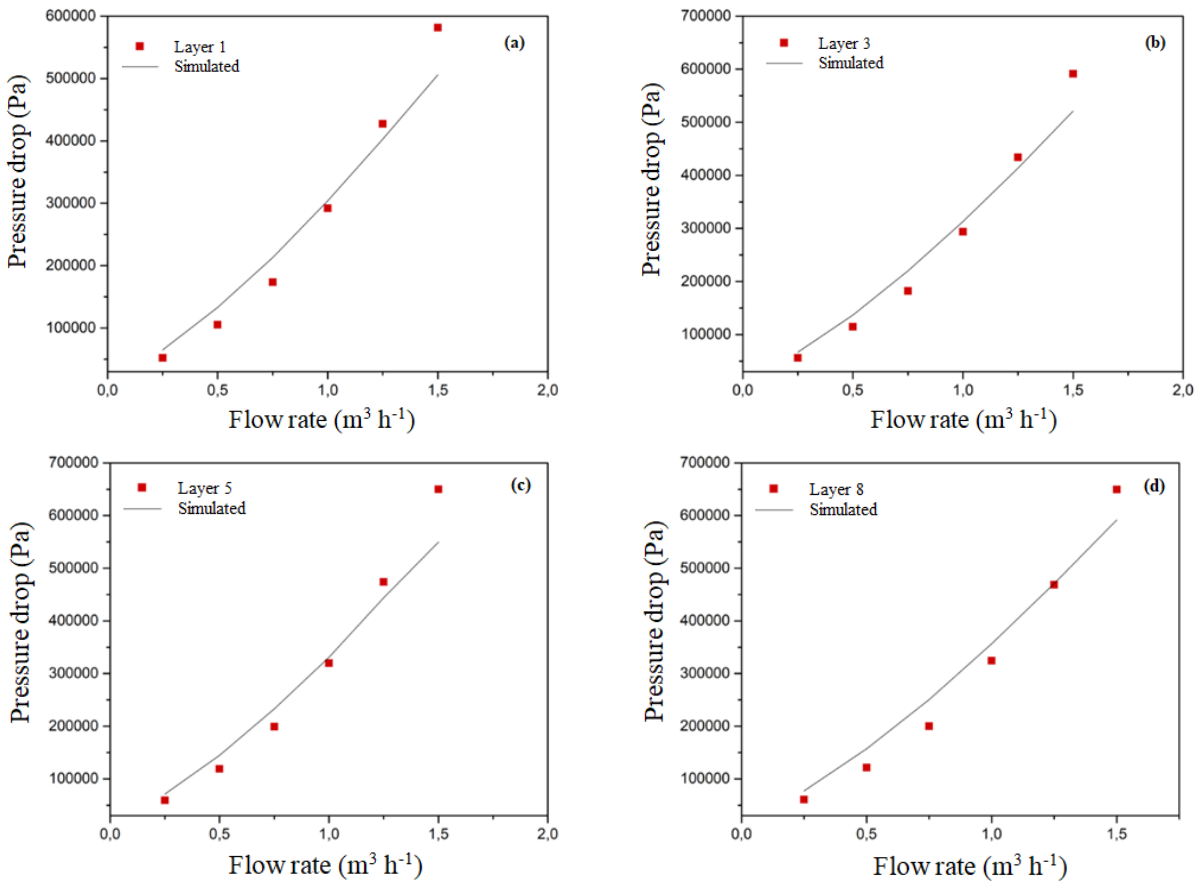 600000
500000
400000
300000
200000
100000
Pressure drop (Pa)
Layer 1
Simulated
(a)
0,0 0,5 1,0 1,5 2,0
Flow rate (m³ h⁻¹)
700000
600000
500000
400000
300000
200000
100000
Pressure drop (Pa)
Layer 3
Simulated
(b)
0,0 0,5 1,0 1,5 2,0
Flow rate (m³ h⁻¹)
700000
600000
500000
400000
300000
200000
100000
Pressure drop (Pa)
Layer 5
Simulated
(c)
0,0 0,5 1,0 1,5 2,0
Flow rate (m³ h⁻¹)
700000
600000
500000
400000
300000
200000
100000
Pressure drop (Pa)
Layer 8
Simulated
(d)
0,0 0,5 1,0 1,5
Flow rate (m³ h⁻¹)